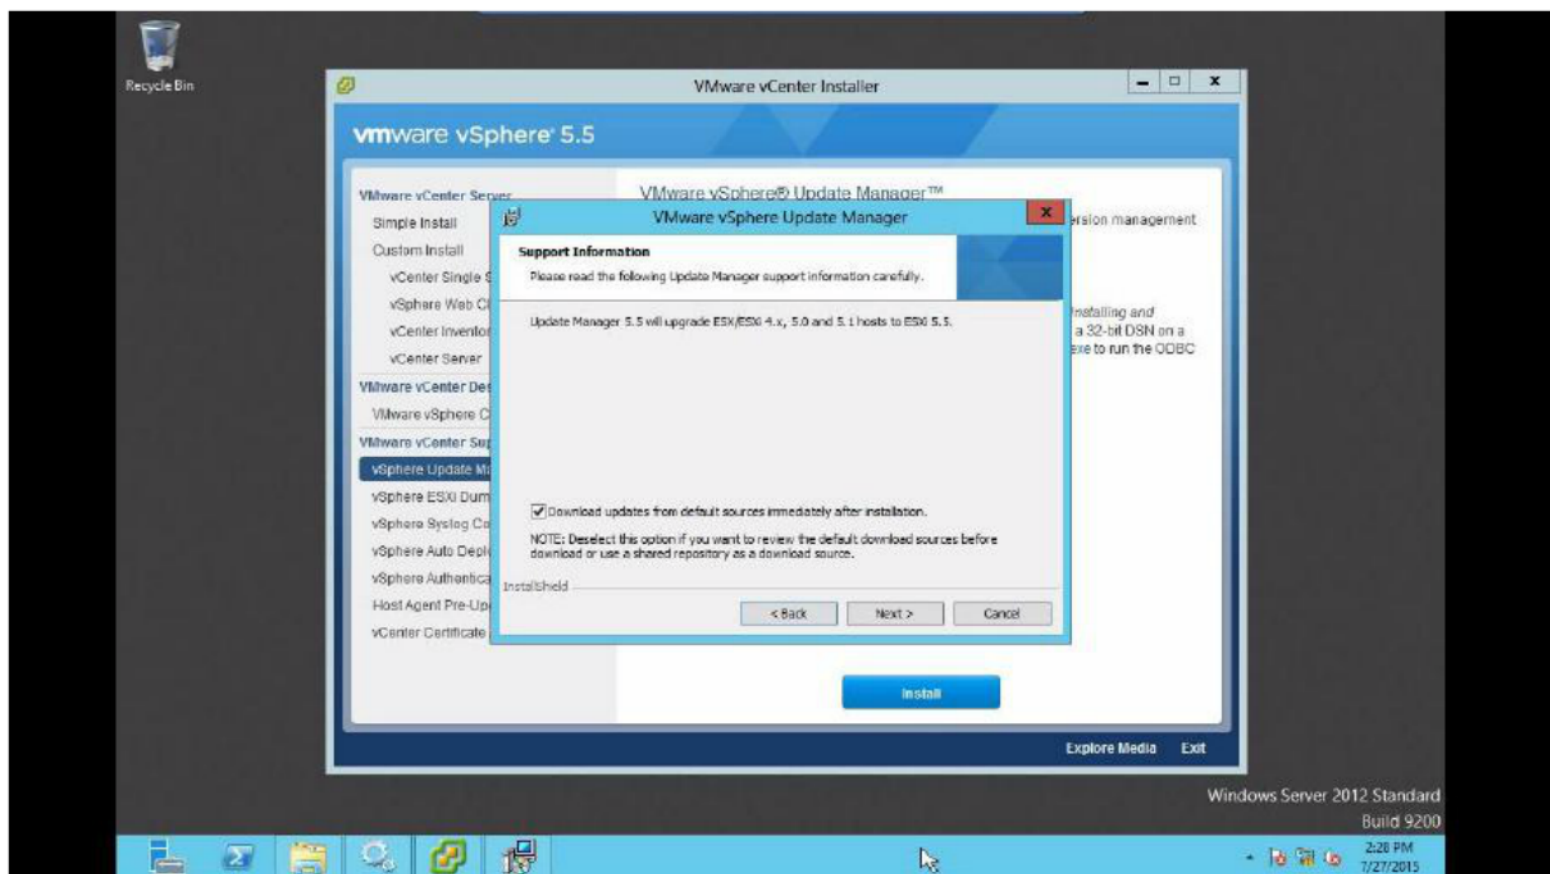 Recycle Bin
VMware vCenter Installer
vmware vSphere® 5.5
VMware vCenter Server
Simple Install
Custom Install
vCenter Single S
vSphere Web Cl
vCenter Inventor
vCenter Server
VMware vCenter Des
VMware vSphere C
VMware vCenter Sup
vSphere Update Ma
vSphere ESXi Dum
vSphere Syslog Co
vSphere Auto Deplo
vSphere Authentica
Host Agent Pre-Up
vCenter Certificate
VMware vSphere® Update Manager™
ersion management
Installing and
a 32-bit DSN on a
exe to run the ODBC
VMware vSphere Update Manager
Support Information
Please read the following Update Manager support information carefully.
Update Manager 5.5 will upgrade ESX/ESXi 4.x, 5.0 and 5.1 hosts to ESXi 5.5.
Download updates from default sources immediately after installation.
NOTE: Deselect this option if you want to review the default download sources before
download or use a shared repository as a download source.
InstallShield
< Back
Next >
Cancel
Install
Explore Media
Exit
Windows Server 2012 Standard
Build 9200
2:28 PM
7/27/2015